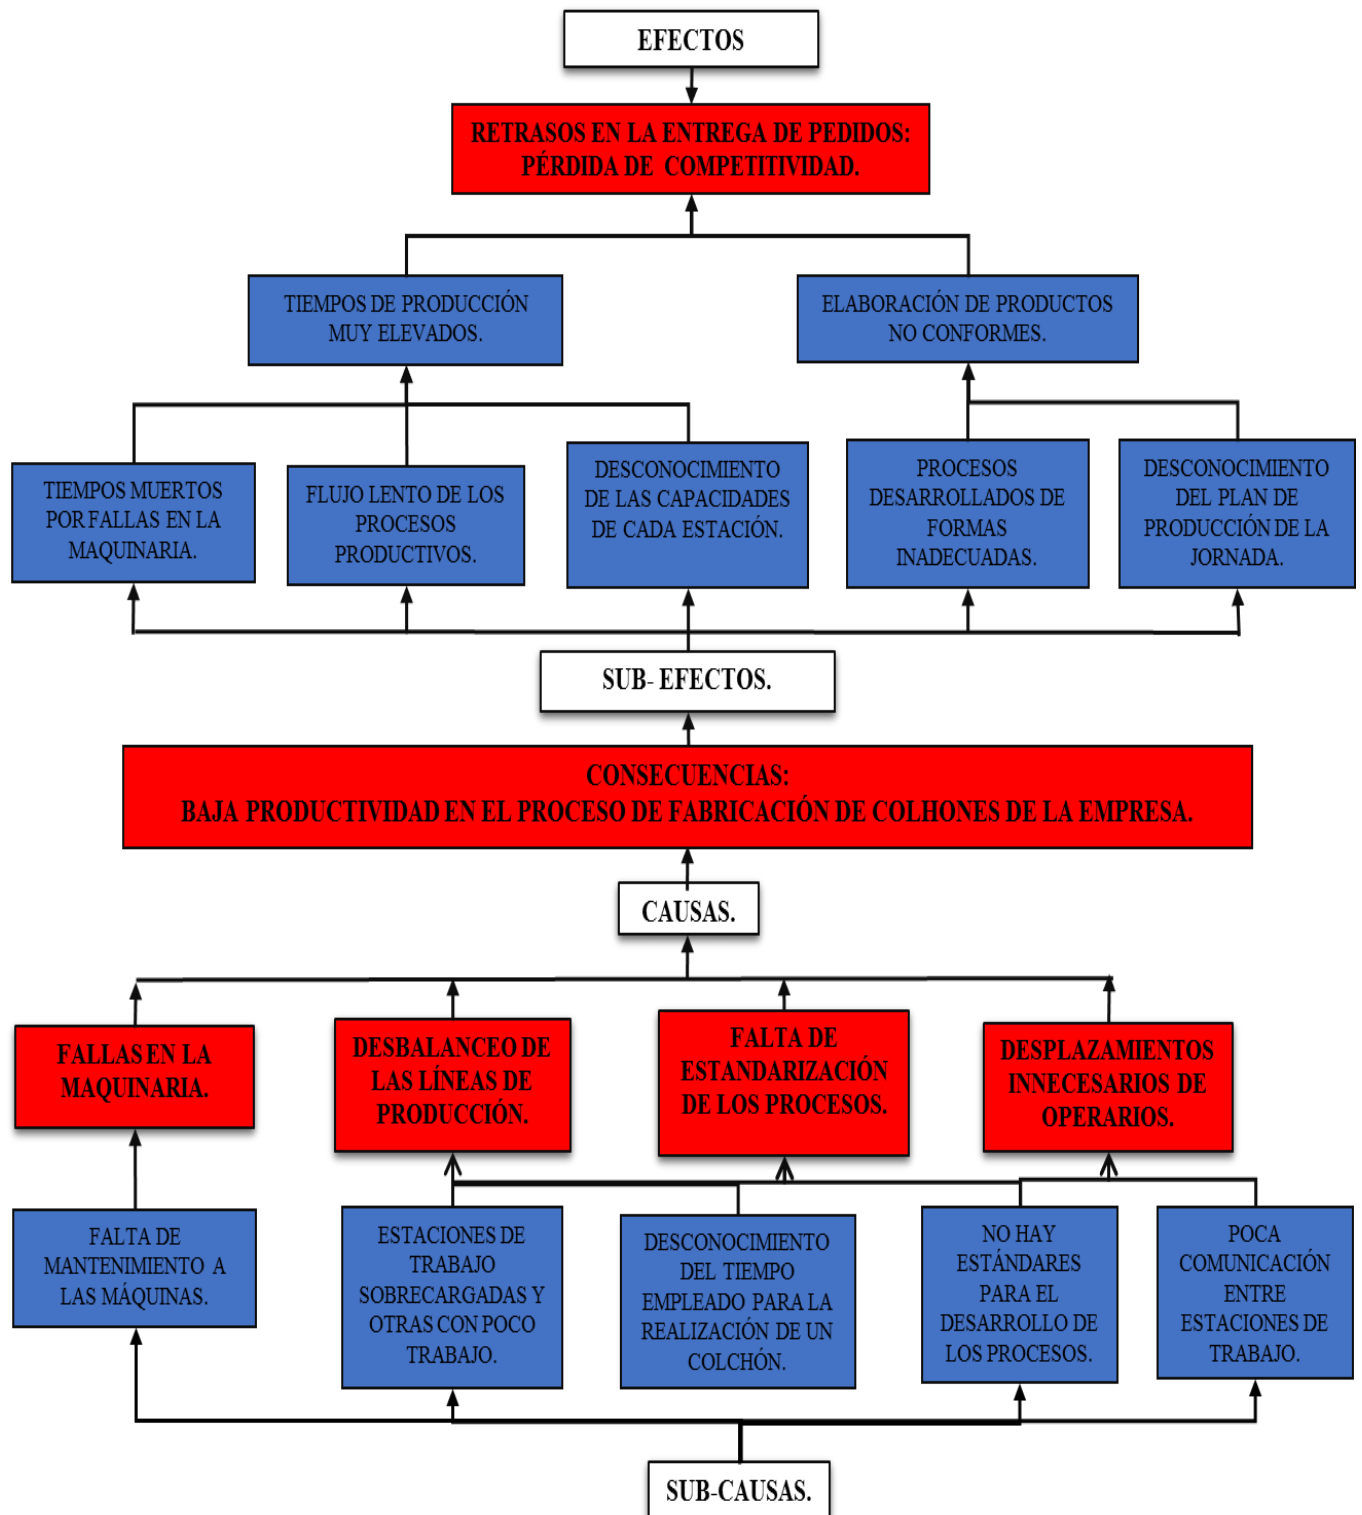 EFECTOS
RETRASOS EN LA ENTREGA DE PEDIDOS:
PÉRDIDA DE COMPETITIVIDAD.
TIEMPOS DE PRODUCCIÓN
MUY ELEVADOS.
ELABORACIÓN DE PRODUCTOS
NO CONFORMES.
TIEMPOS MUERTOS
POR FALLAS EN LA
MAQUINARIA.
FLUJO LENTO DE LOS
PROCESOS
PRODUCTIVOS.
DESCONOCIMIENTO
DE LAS CAPACIDADES
DE CADA ESTACIÓN.
PROCESOS
DESARROLLADOS DE
FORMAS
INADECUADAS.
DESCONOCIMIENTO
DEL PLAN DE
PRODUCCIÓN DE LA
JORNADA.
SUB- EFECTOS.
CONSECUENCIAS:
BAJA PRODUCTIVIDAD EN EL PROCESO DE FABRICACIÓN DE COLHONES DE LA EMPRESA.
CAUSAS.
FALLAS EN LA
MAQUINARIA.
DESBALANCEO DE
LAS LÍNEAS DE
PRODUCCIÓN.
FALTA DE
ESTANDARIZACIÓN
DE LOS PROCESOS.
DESPLAZAMIENTOS
INNECESARIOS DE
OPERARIOS.
FALTA DE
MANTENIMIENTO A
LAS MÁQUINAS.
ESTACIONES DE
TRABAJO
SOBRECARGADAS Y
OTRAS CON POCO
TRABAJO.
DESCONOCIMIENTO
DEL TIEMPO
EMPLEADO PARA LA
REALIZACIÓN DE UN
COLCHÓN.
NO HAY
ESTÁNDARES
PARA EL
DESARROLLO DE
LOS PROCESOS.
POCA
COMUNICACIÓN
ENTRE
ESTACIONES DE
TRABAJO.
SUB-CAUSAS.